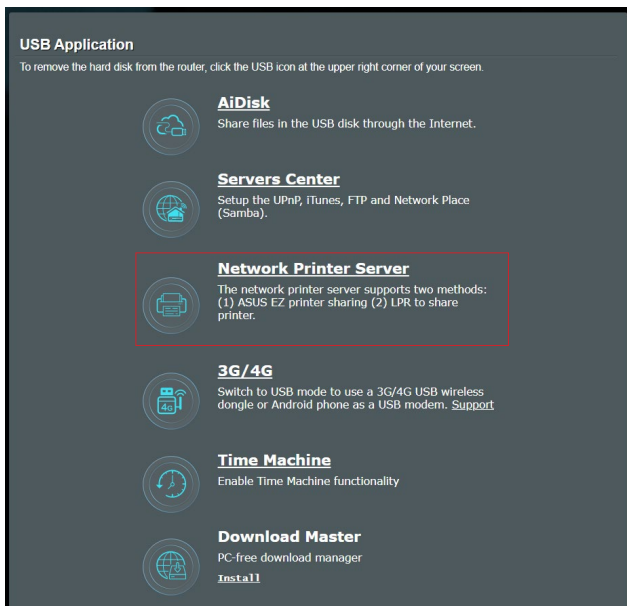 USB Application
To remove the hard disk from the router, click the USB icon at the upper right corner of your screen.
AiDisk
Share files in the USB disk through the Internet.
Servers Center
Setup the UPnP, iTunes, FTP and Network Place
(Samba).
Network Printer Server
The network printer server supports two methods:
(1) ASUS EZ printer sharing (2) LPR to share
printer.
3G/4G
4G
Switch to USB mode to use a 3G/4G USB wireless
dongle or Android phone as a USB modem. Support
Time Machine
Enable Time Machine functionality
Download Master
PC-free download manager
Install